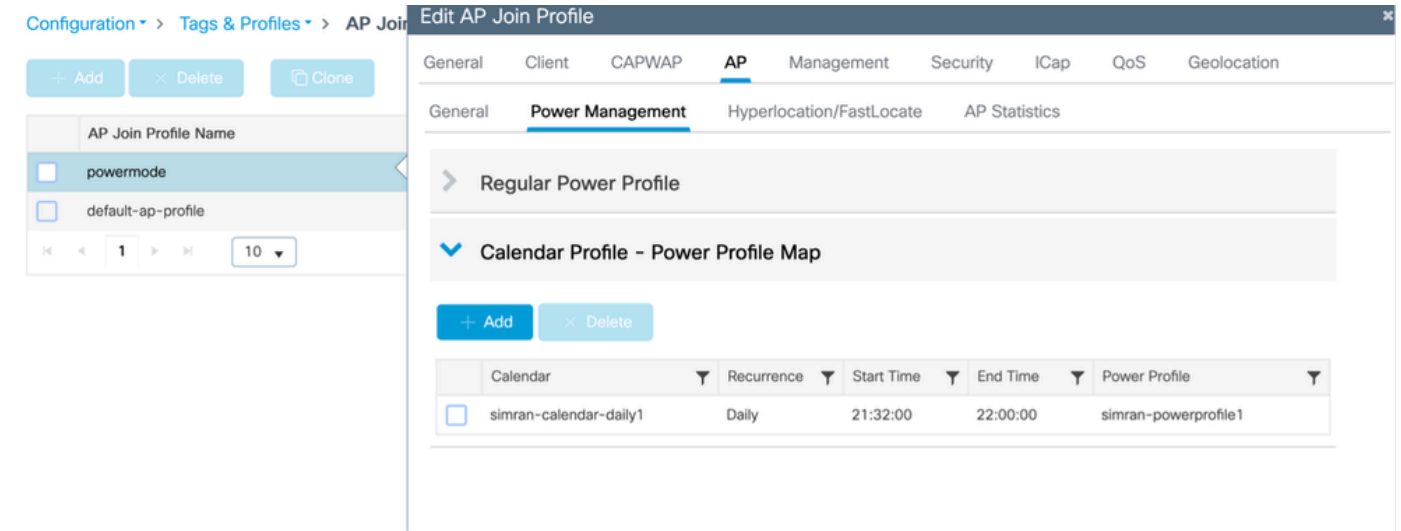 Configuration > Tags & Profiles > AP Joir
+ Add × Delete Clone
AP Join Profile Name
powermode
default-ap-profile
1 10
Edit AP Join Profile ×
General Client CAPWAP AP Management Security ICap QoS Geolocation
General Power Management Hyperlocation/FastLocate AP Statistics
Regular Power Profile
Calendar Profile - Power Profile Map
+ Add × Delete
Calendar Recurrence Start Time End Time Power Profile
simran-calendar-daily1 Daily 21:32:00 22:00:00 simran-powerprofile1